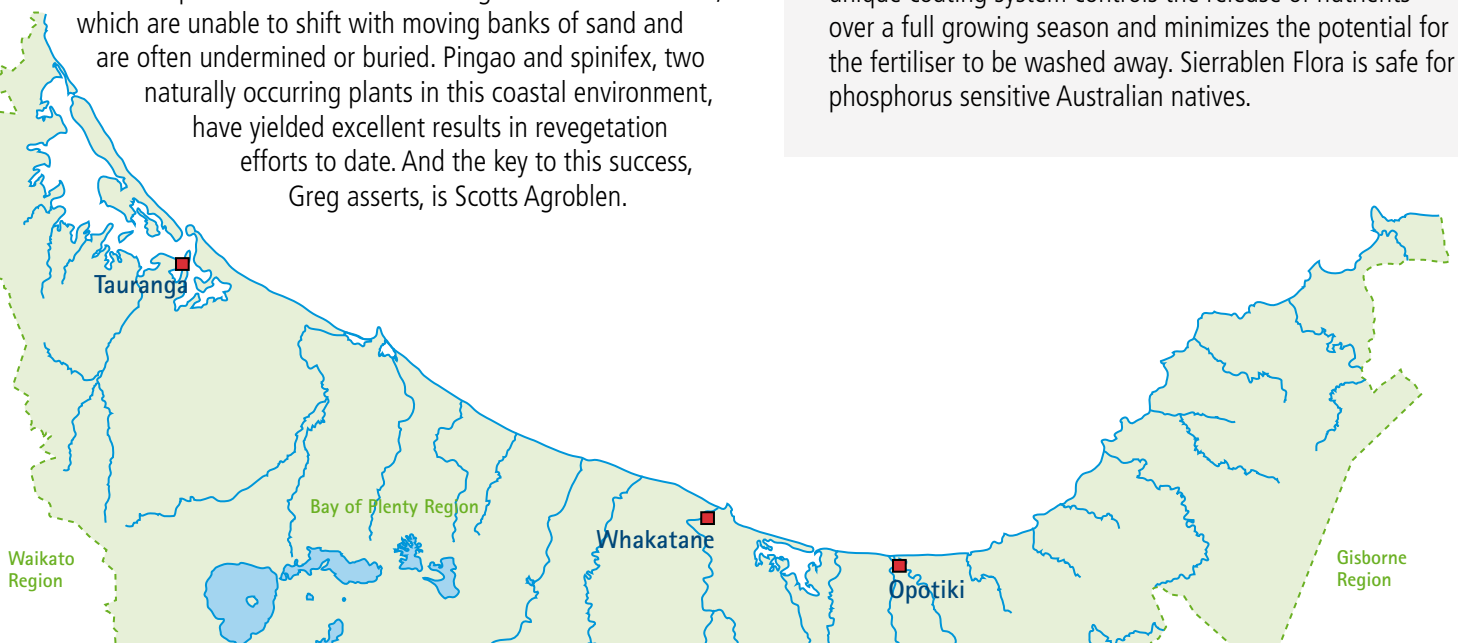 which are unable to shift with moving banks of sand and
are often undermined or buried. Pingao and spinifex, two
naturally occurring plants in this coastal environment,
have yielded excellent results in revegetation
efforts to date. And the key to this success,
Greg asserts, is Scotts Agroblen.
over a full growing season and minimizes the potential for
the fertiliser to be washed away. Sierrablen Flora is safe for
phosphorus sensitive Australian natives.
Tauranga
Bay of Plenty Region
Whakatane
Opotiki
Waikato
Region
Gisborne
Region